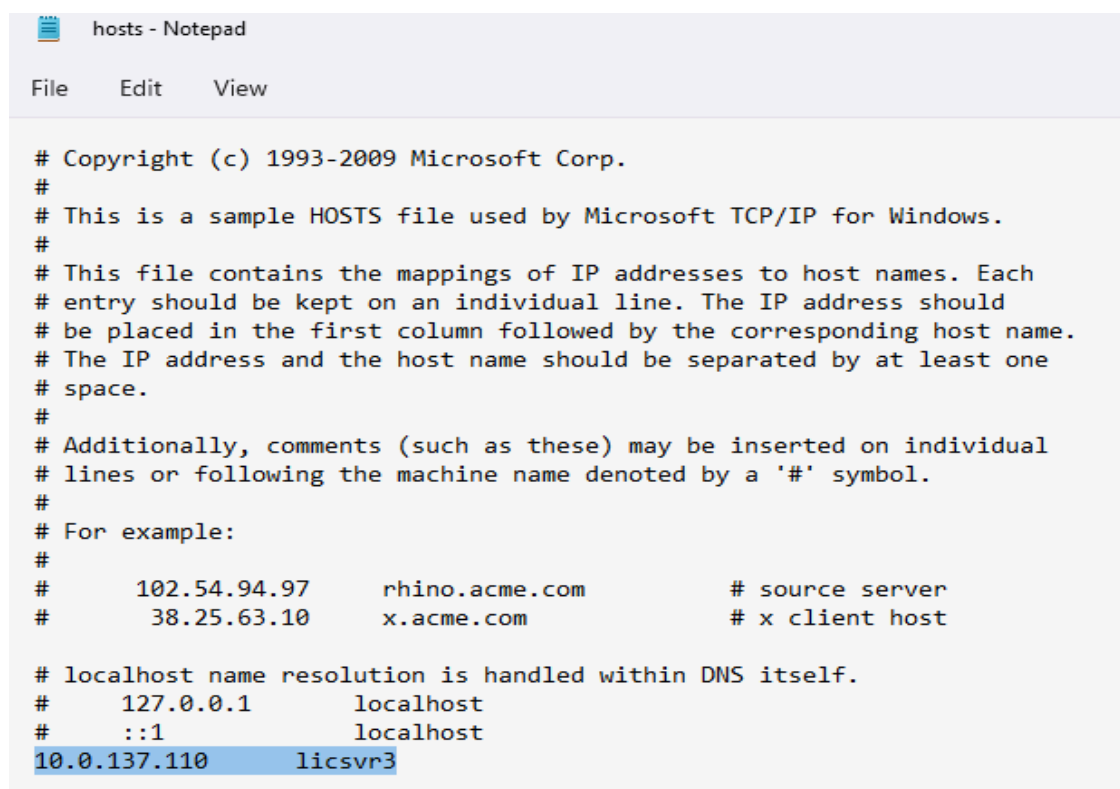 hosts - Notepad
File Edit View
# Copyright (c) 1993-2009 Microsoft Corp.
#
# This is a sample HOSTS file used by Microsoft TCP/IP for Windows.
#
# This file contains the mappings of IP addresses to host names. Each
# entry should be kept on an individual line. The IP address should
# be placed in the first column followed by the corresponding host name.
# The IP address and the host name should be separated by at least one
# space.
#
# Additionally, comments (such as these) may be inserted on individual
# lines or following the machine name denoted by a '#' symbol.
#
# For example:
#
#      102.54.94.97     rhino.acme.com          # source server
#       38.25.63.10     x.acme.com              # x client host

# localhost name resolution is handled within DNS itself.
#     127.0.0.1       localhost
#     ::1             localhost
10.0.137.110      licsvr3